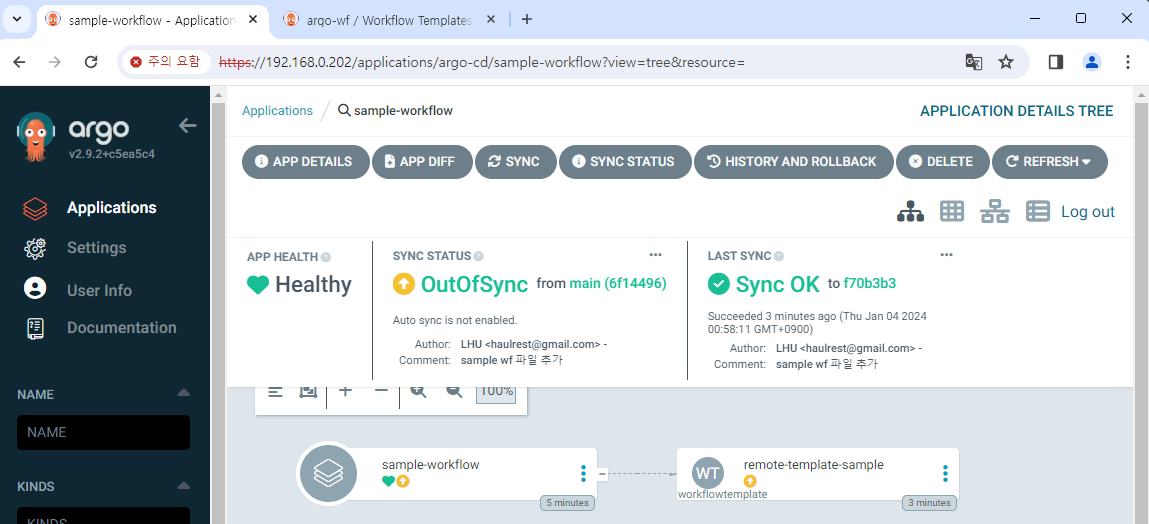 sample-workflow - Application
argo-wf / Workflow Templates
주의 요함
https://192.168.0.202/applications/argo-cd/sample-workflow?view=tree&resource=
argo
v2.9.2+c5ea5c4
Applications
Settings
User Info
Documentation
NAME
NAME
KINDS
KINDS
Applications / sample-workflow
APPLICATION DETAILS TREE
APP DETAILS
APP DIFF
SYNC
SYNC STATUS
HISTORY AND ROLLBACK
DELETE
REFRESH
Log out
APP HEALTH
Healthy
SYNC STATUS
OutOfSync from main (6f14496)
Auto sync is not enabled.
Author: LHU <haulrest@gmail.com> -
Comment: sample wf 파일 추가
LAST SYNC
Sync OK to f70b3b3
Succeeded 3 minutes ago (Thu Jan 04 2024
00:58:11 GMT+0900)
Author: LHU <haulrest@gmail.com> -
Comment: sample wf 파일 추가
100%
sample-workflow
5 minutes
WT
workflowtemplate
remote-template-sample
3 minutes